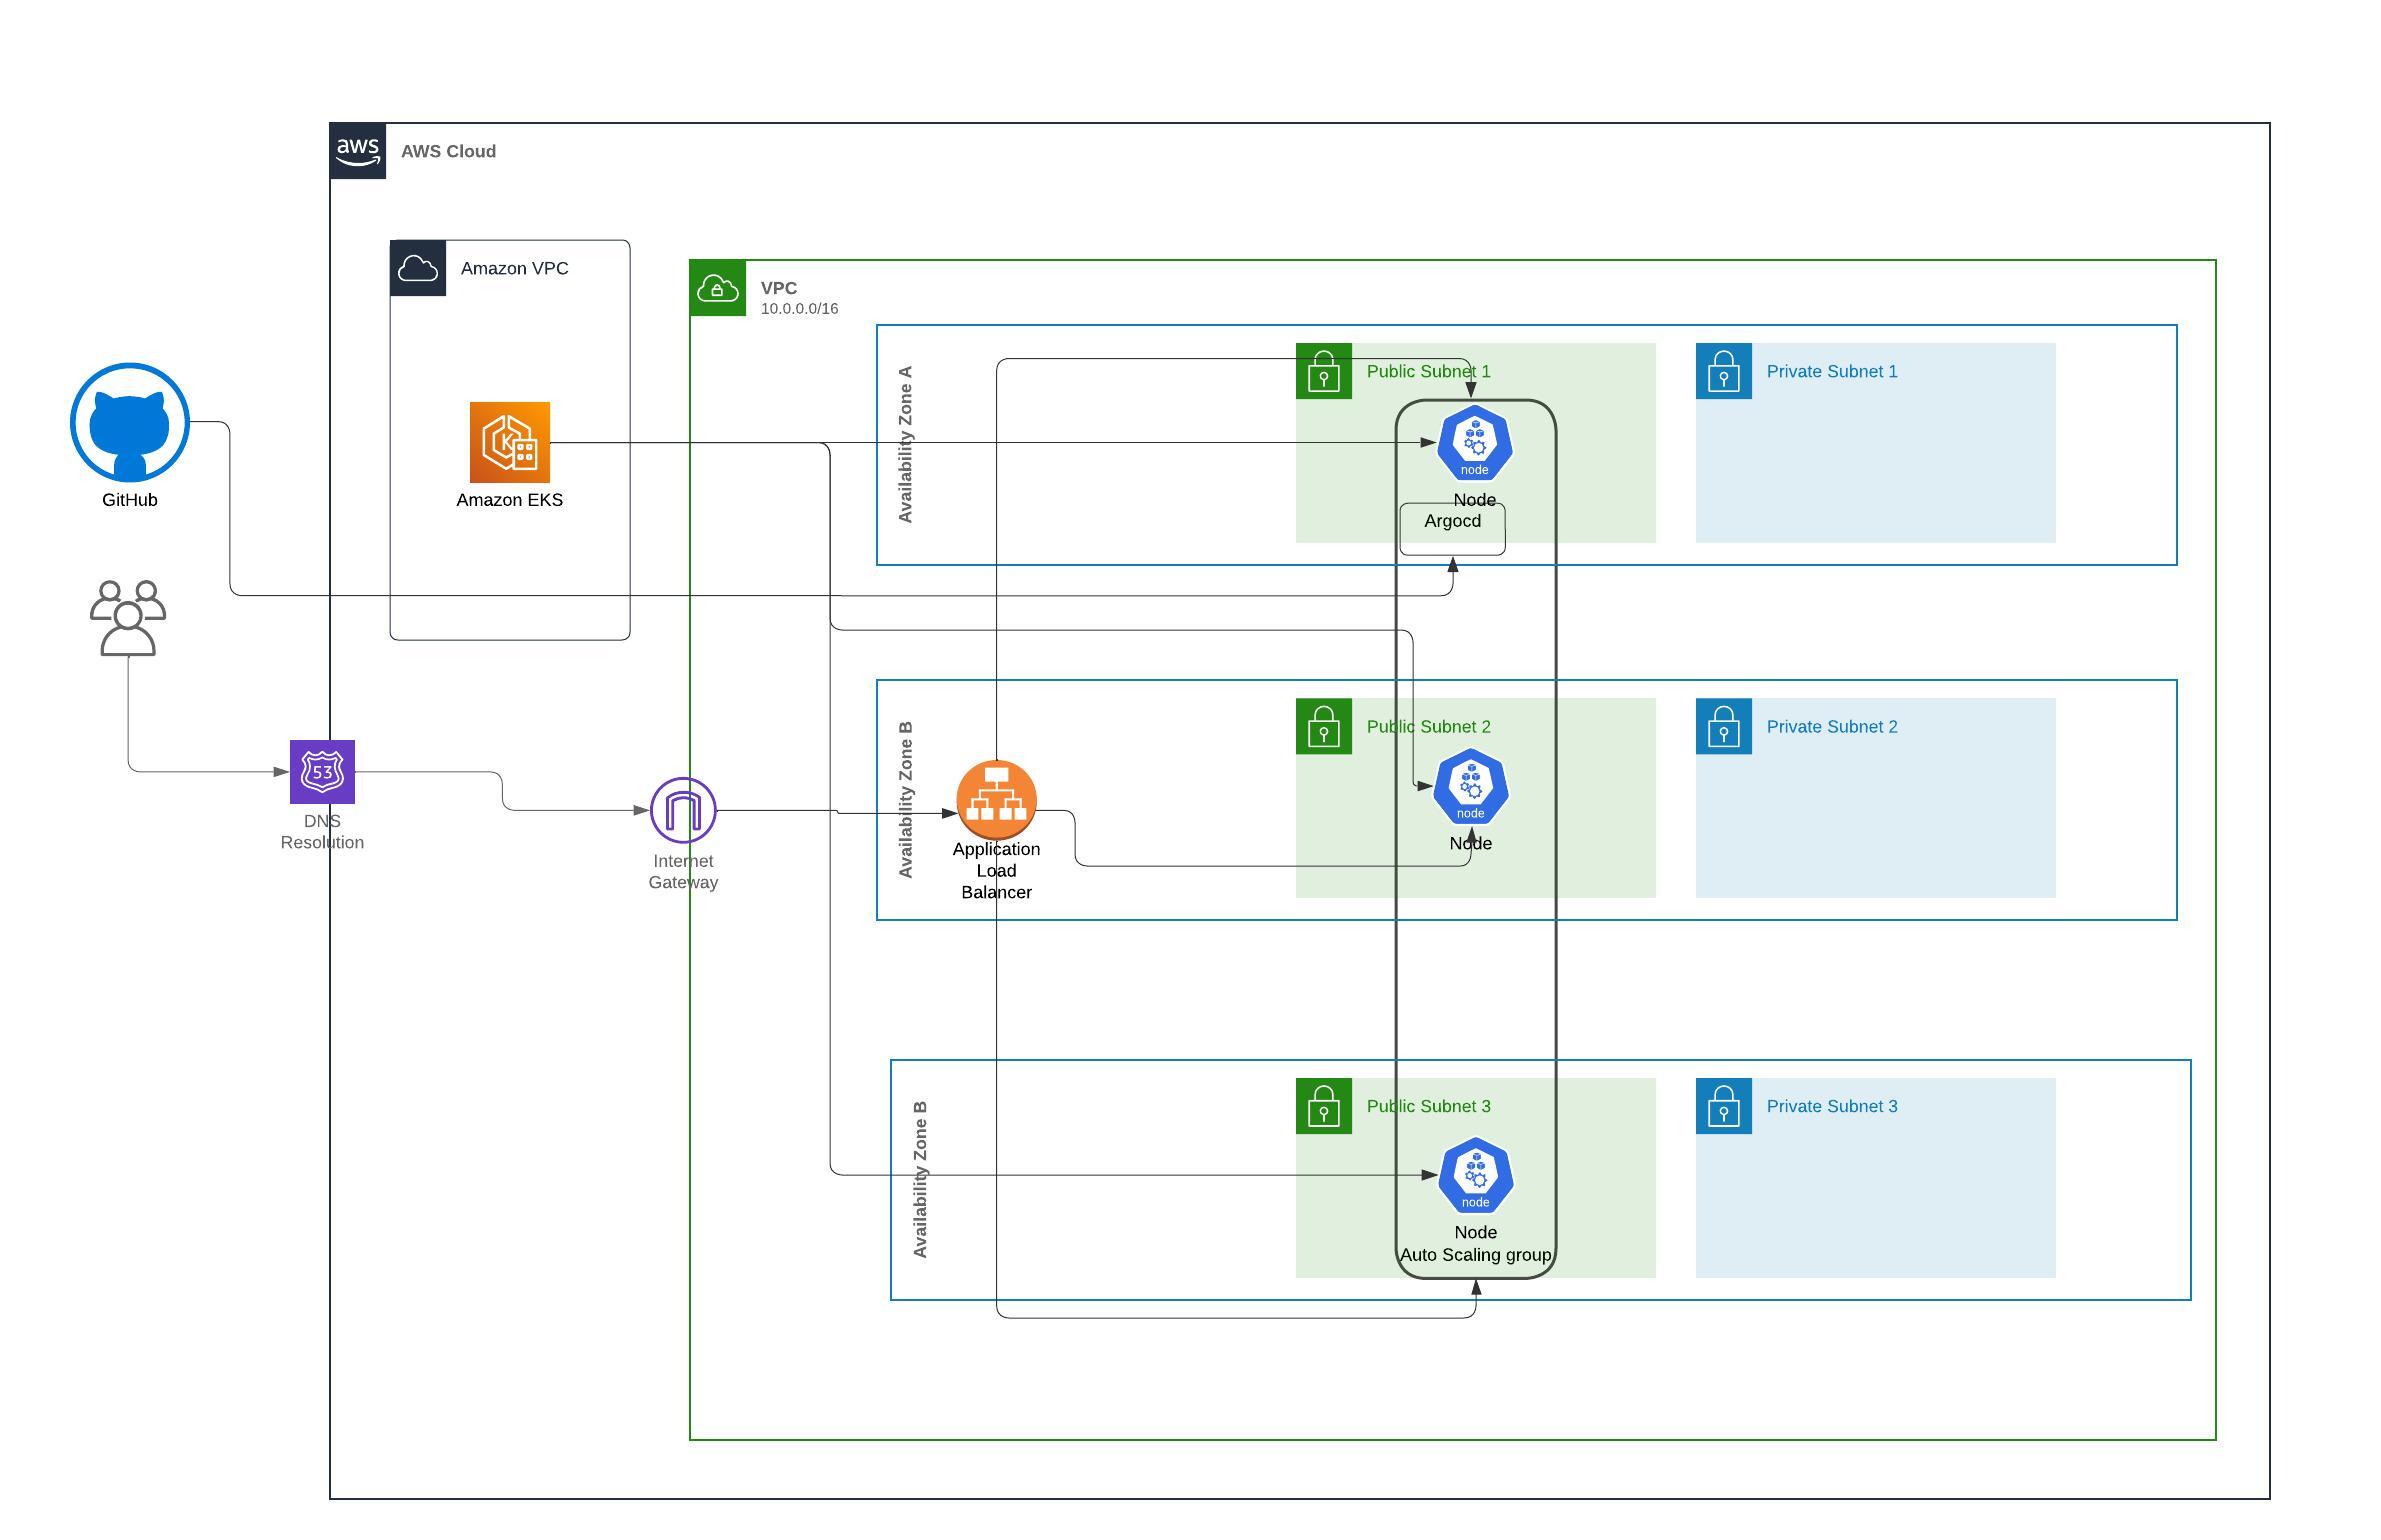 aws
AWS Cloud
Amazon VPC
VPC
10.0.0.0/16
Availability Zone A
Public Subnet 1
Private Subnet 1
GitHub
K
Amazon EKS
node
Node
Argocd
Availability Zone B
Public Subnet 2
Private Subnet 2
53
DNS
Resolution
Internet
Gateway
Application
Load
Balancer
node
Node
Availability Zone B
Public Subnet 3
Private Subnet 3
node
Node
Auto Scaling group